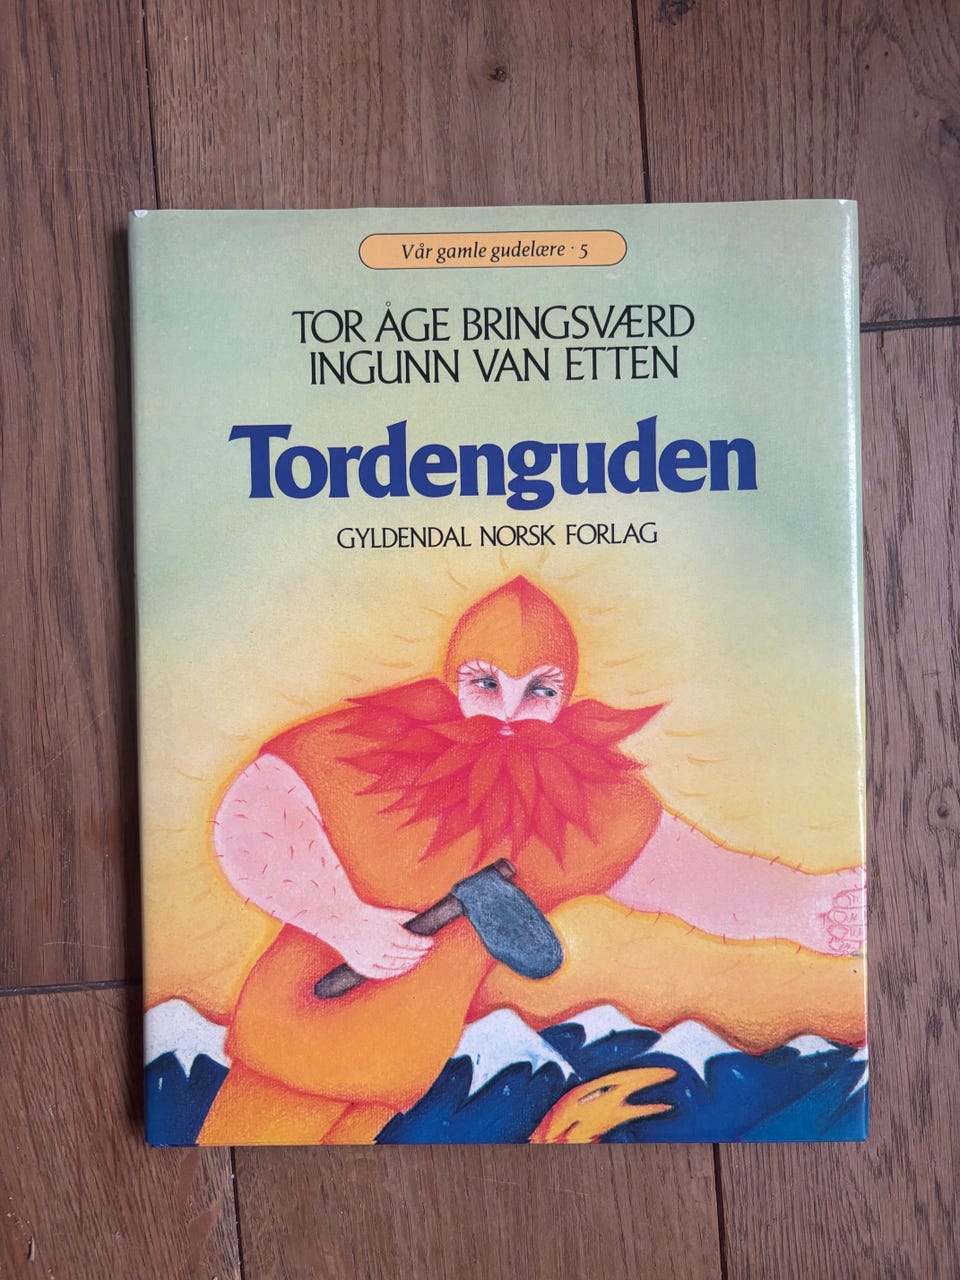 Vår gamle gudelære · 5
TOR ÅGE BRINGSVÆRD
INGUNN VAN ETTEN
Tordenguden
GYLDENDAL NORSK FORLAG